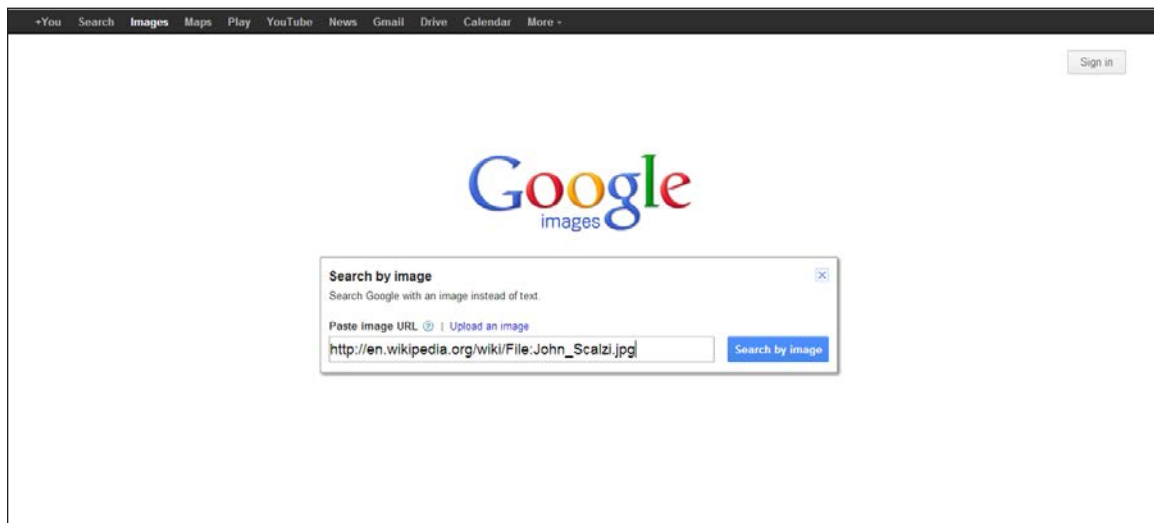 +You Search Images Maps Play YouTube News Gmail Drive Calendar More
Sign in
Google
images
Search by image
Search Google with an image instead of text.
Paste image URL | Upload an image
http://en.wikipedia.org/wiki/File:John_Scalzi.jpg Search by image